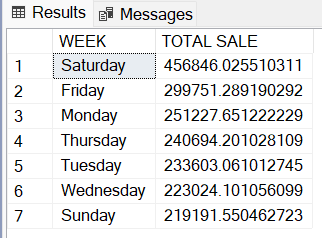 Results Messages
WEEK TOTAL SALE
1 Saturday 456846.025510311
2 Friday 299751.289190292
3 Monday 251227.651222229
4 Thursday 240694.201028109
5 Tuesday 233603.061012745
6 Wednesday 223024.101056099
7 Sunday 219191.550462723